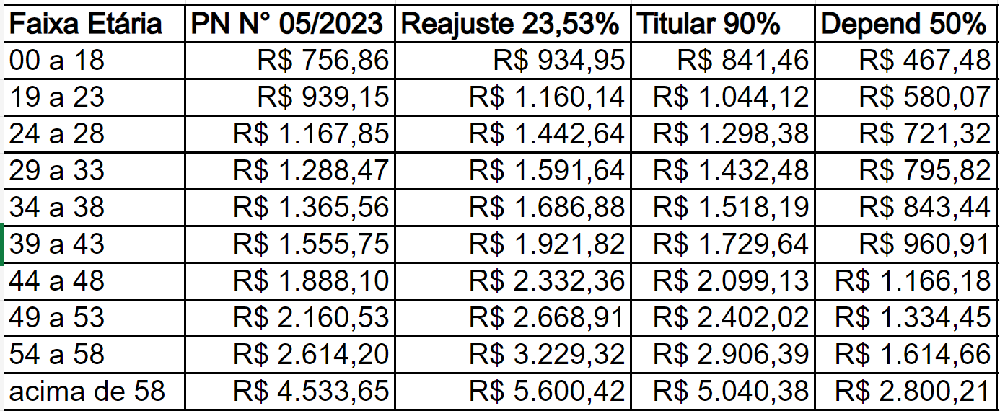 Faixa Etária PN N° 05/2023 Reajuste 23,53% Titular 90% Depend 50%
00 a 18 R$ 756,86 R$ 934,95 R$ 841,46 R$ 467,48
19 a 23 R$ 939,15 R$ 1.160,14 R$ 1.044,12 R$ 580,07
24 a 28 R$ 1.167,85 R$ 1.442,64 R$ 1.298,38 R$ 721,32
29 a 33 R$ 1.288,47 R$ 1.591,64 R$ 1.432,48 R$ 795,82
34 a 38 R$ 1.365,56 R$ 1.686,88 R$ 1.518,19 R$ 843,44
39 a 43 R$ 1.555,75 R$ 1.921,82 R$ 1.729,64 R$ 960,91
44 a 48 R$ 1.888,10 R$ 2.332,36 R$ 2.099,13 R$ 1.166,18
49 a 53 R$ 2.160,53 R$ 2.668,91 R$ 2.402,02 R$ 1.334,45
54 a 58 R$ 2.614,20 R$ 3.229,32 R$ 2.906,39 R$ 1.614,66
acima de 58 R$ 4.533,65 R$ 5.600,42 R$ 5.040,38 R$ 2.800,21